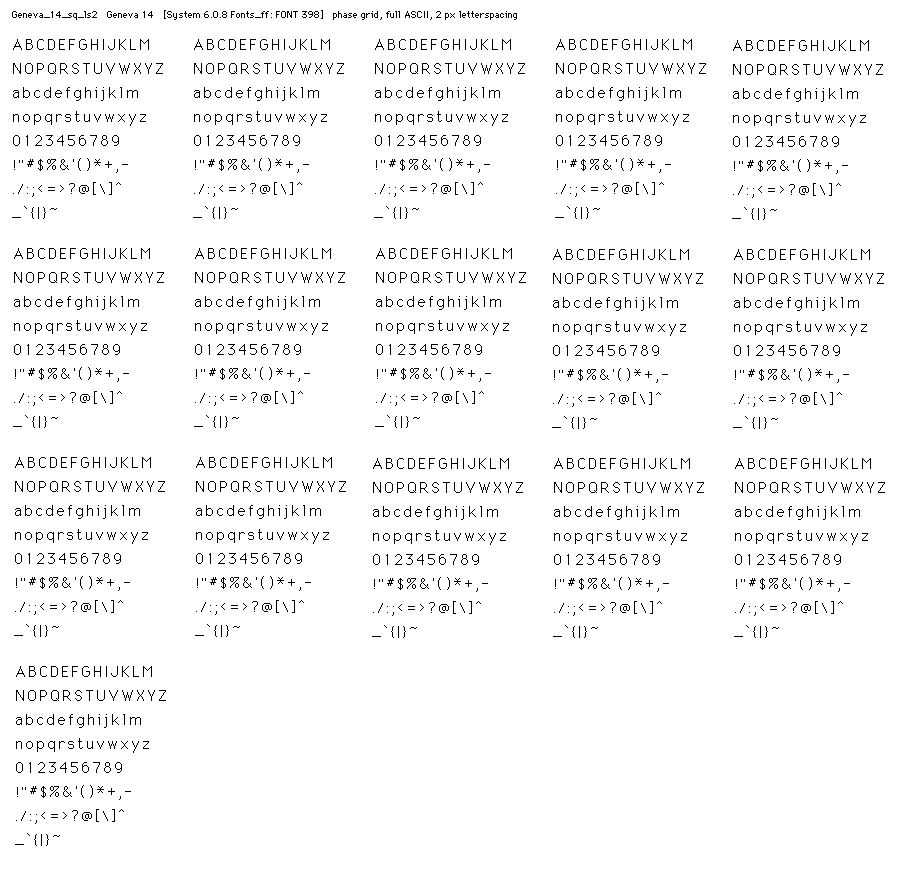 Geneva_14_sq_ls2 Geneva 14 [System 6.0.8 Fonts_ff: FONT 398] phase grid, full ASCII, 2 px letterspacing
ABCDEFGHIJKLM ABCDEFGHIJKLM ABCDEFGHIJKLM ABCDEFGHIJKLM ABCDEFGHIJKLM
NOPQRSTUVWXYZ NOPQRSTUVWXYZ NOPQRSTUVWXYZ NOPQRSTUVWXYZ NOPQRSTUVWXYZ
abcdefghijklm abcdefghijklm abcdefghijklm abcdefghijklm abcdefghijklm
nopqrstuvwxyz nopqrstuvwxyz nopqrstuvwxyz nopqrstuvwxyz nopqrstuvwxyz
0123456789 0123456789 0123456789 0123456789 0123456789
!"#$%&'()*+,- !"#$%&'()*+,- !"#$%&'()*+,- !"#$%&'()*+,- !"#$%&'()*+,-
./:;<=>?@[\]^ ./:;<=>?@[\]^ ./:;<=>?@[\]^ ./:;<=>?@[\]^ ./:;<=>?@[\]^
_`{|}~ _`{|}~ _`{|}~ _`{|}~ _`{|}~
ABCDEFGHIJKLM ABCDEFGHIJKLM ABCDEFGHIJKLM ABCDEFGHIJKLM ABCDEFGHIJKLM
NOPQRSTUVWXYZ NOPQRSTUVWXYZ NOPQRSTUVWXYZ NOPQRSTUVWXYZ NOPQRSTUVWXYZ
abcdefghijklm abcdefghijklm abcdefghijklm abcdefghijklm abcdefghijklm
nopqrstuvwxyz nopqrstuvwxyz nopqrstuvwxyz nopqrstuvwxyz nopqrstuvwxyz
0123456789 0123456789 0123456789 0123456789 0123456789
!"#$%&'()*+,- !"#$%&'()*+,- !"#$%&'()*+,- !"#$%&'()*+,- !"#$%&'()*+,-
./:;<=>?@[\]^ ./:;<=>?@[\]^ ./:;<=>?@[\]^ ./:;<=>?@[\]^ ./:;<=>?@[\]^
_`{|}~ _`{|}~ _`{|}~ _`{|}~ _`{|}~
ABCDEFGHIJKLM ABCDEFGHIJKLM ABCDEFGHIJKLM ABCDEFGHIJKLM ABCDEFGHIJKLM
NOPQRSTUVWXYZ NOPQRSTUVWXYZ NOPQRSTUVWXYZ NOPQRSTUVWXYZ NOPQRSTUVWXYZ
abcdefghijklm abcdefghijklm abcdefghijklm abcdefghijklm abcdefghijklm
nopqrstuvwxyz nopqrstuvwxyz nopqrstuvwxyz nopqrstuvwxyz nopqrstuvwxyz
0123456789 0123456789 0123456789 0123456789 0123456789
!"#$%&'()*+,- !"#$%&'()*+,- !"#$%&'()*+,- !"#$%&'()*+,- !"#$%&'()*+,-
./:;<=>?@[\]^ ./:;<=>?@[\]^ ./:;<=>?@[\]^ ./:;<=>?@[\]^ ./:;<=>?@[\]^
_`{|}~ _`{|}~ _`{|}~ _`{|}~ _`{|}~
ABCDEFGHIJKLM
NOPQRSTUVWXYZ
abcdefghijklm
nopqrstuvwxyz
0123456789
!"#$%&'()*+,-
./:;<=>?@[\]^
_`{|}~